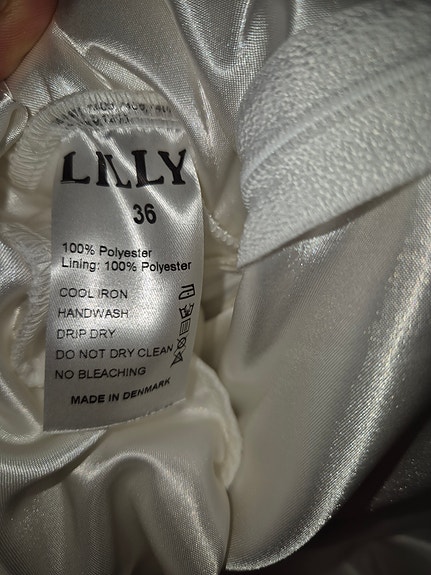 LILLY
36
100% Polyester
Lining: 100% Polyester
COOL IRON
HANDWASH
DRIP DRY
DO NOT DRY CLEAN
NO BLEACHING
MADE IN DENMARK